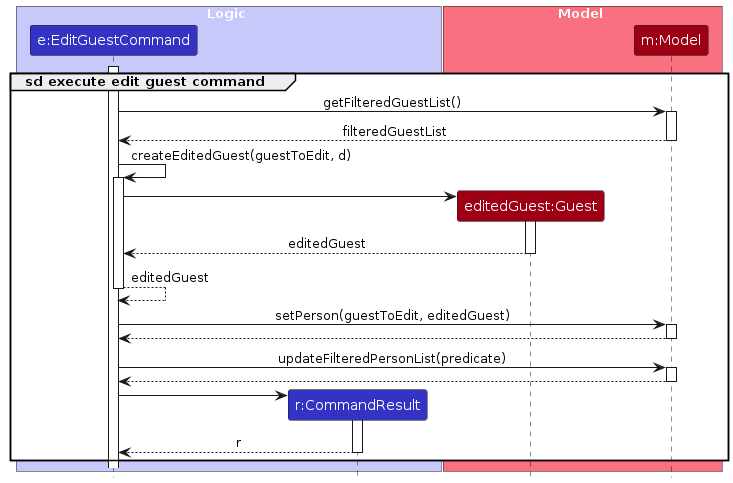 Logic
Model
e:EditGuestCommand
m:Model
sd execute edit guest command
getFilteredGuestList()
filteredGuestList
createEditedGuest(guestToEdit, d)
editedGuest:Guest
editedGuest
editedGuest
setPerson(guestToEdit, editedGuest)
updateFilteredPersonList(predicate)
r:CommandResult
r